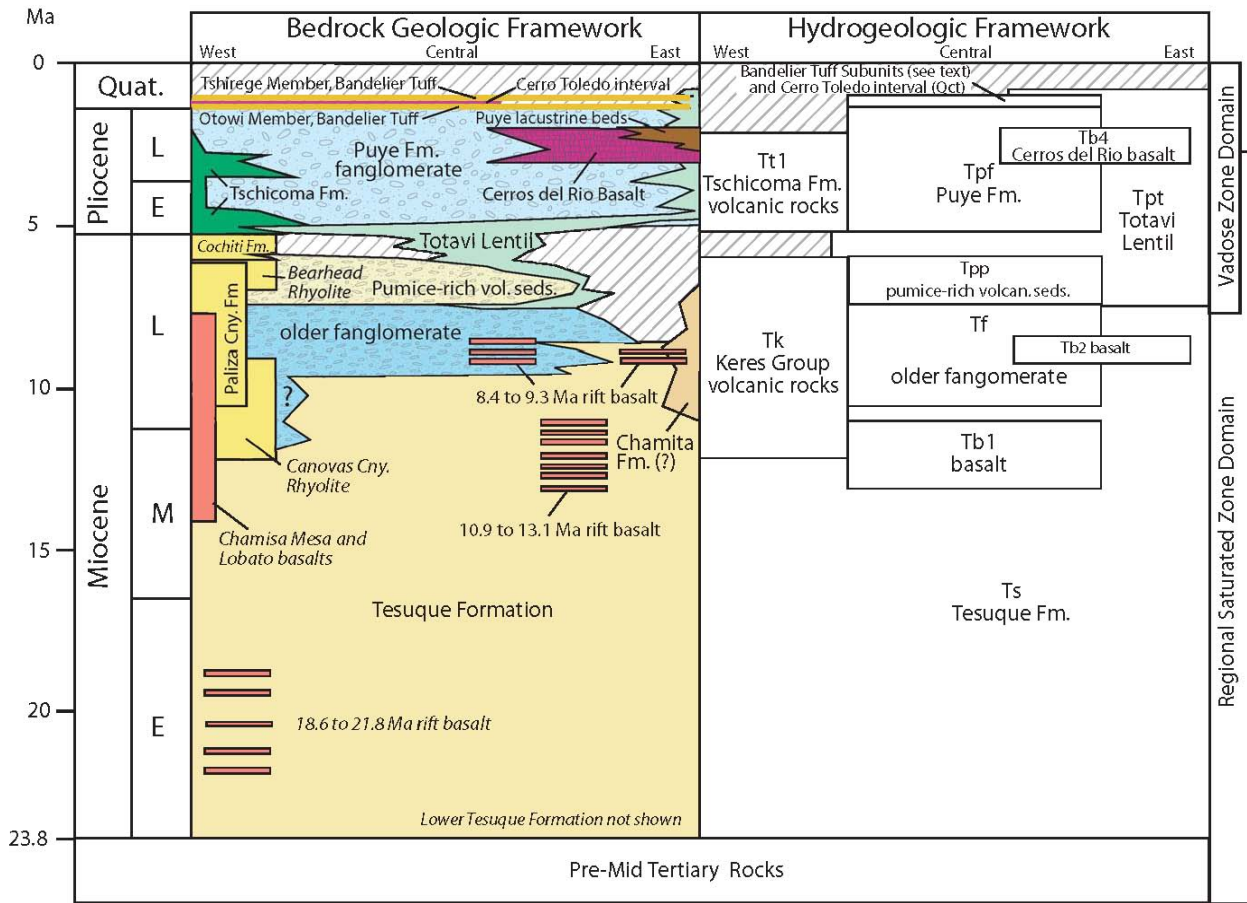 Ma
Bedrock Geologic Framework
West
Central
East
Hydrogeologic Framework
West
Central
East
0
5
10
15
20
23.8
Quat.
Pliocene
L
E
Miocene
L
M
E
Tshirege Member, Bandelier Tuff
Cerro Toledo interval
Otowi Member, Bandelier Tuff
Puye lacustrine beds
Puye Fm.
fanglomerate
Tschicoma Fm.
Cerros del Rio Basalt
Totavi Lentil
Cochiti Fm.
Bearhead
Rhyolite
Pumice-rich vol. seds.
Paliza Cny. Fm
older fanglomerate
?
8.4 to 9.3 Ma rift basalt
Chamita
Fm. (?)
Canovas Cny.
Rhyolite
10.9 to 13.1 Ma rift basalt
Chamisa Mesa and
Lobato basalts
Tesuque Formation
18.6 to 21.8 Ma rift basalt
Lower Tesuque Formation not shown
Bandelier Tuff Subunits (see text)
and Cerro Toledo interval (Qct)
Tt1
Tschicoma Fm.
volcanic rocks
Tpf
Puye Fm.
Tb4
Cerros del Rio basalt
Tpt
Totavi
Lentil
Tpp
pumice-rich volcan. seds.
Tk
Keres Group
volcanic rocks
Tf
older fangomerate
Tb2 basalt
Tb1
basalt
Ts
Tesuque Fm.
Vadose Zone Domain
Regional Saturated Zone Domain
Pre-Mid Tertiary Rocks